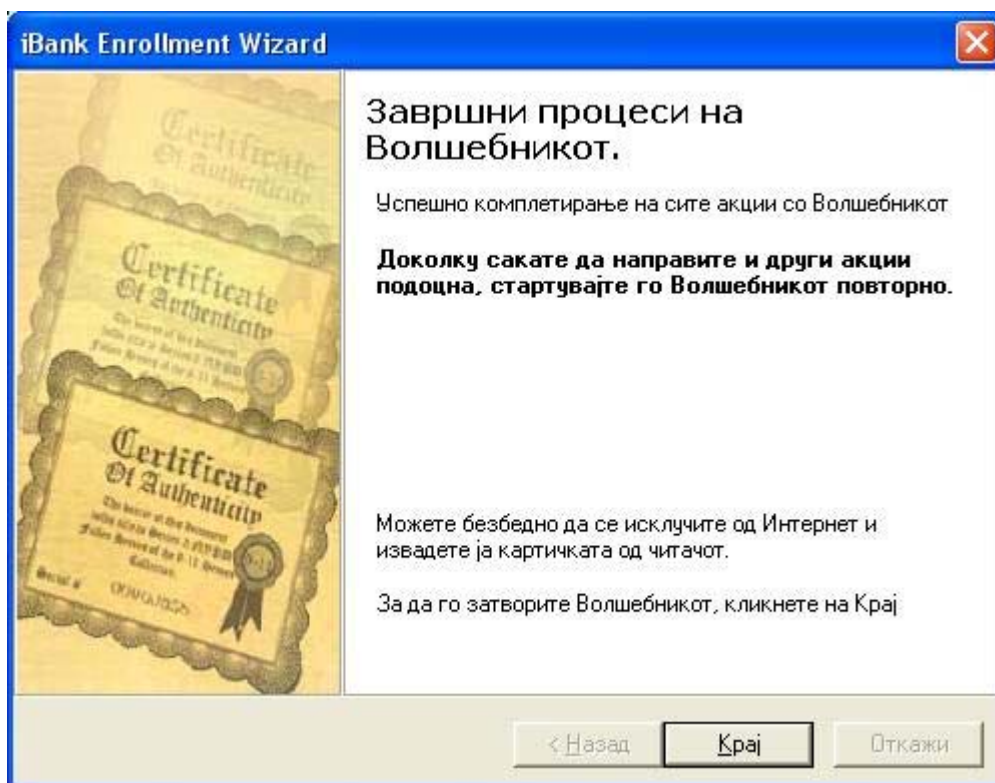 iBank Enrollment Wizard
Завршни процеси на
Волшебникот.
Успешно комплетирање на сите акции со Волшебникот
Доколку сакате да направите и други акции
подоцна, стартувајте го Волшебникот повторно.
Можете безбедно да се исклучите од Интернет и
извадете ја картичката од читачот.
За да го затворите Волшебникот, кликнете на Крај
Certificate
Of Authenticity
Certificate
Of Authenticity
Certificate
Of Authenticity
< Назад
Крај
Откажи